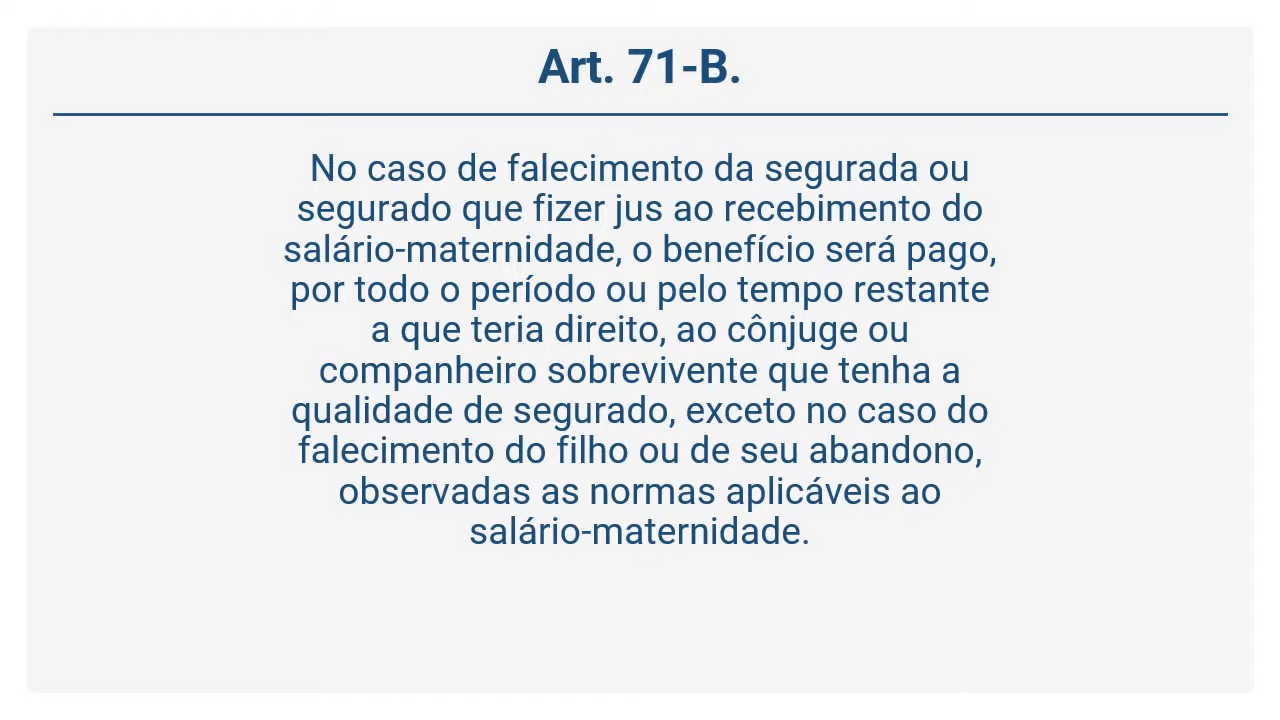 Art. 71-B.
No caso de falecimento da segurada ou
segurado que fizer jus ao recebimento do
salário-maternidade, o benefício será pago,
por todo o período ou pelo tempo restante
a que teria direito, ao cônjuge ou
companheiro sobrevivente que tenha a
qualidade de segurado, exceto no caso do
falecimento do filho ou de seu abandono,
observadas as normas aplicáveis ao
salário-maternidade.